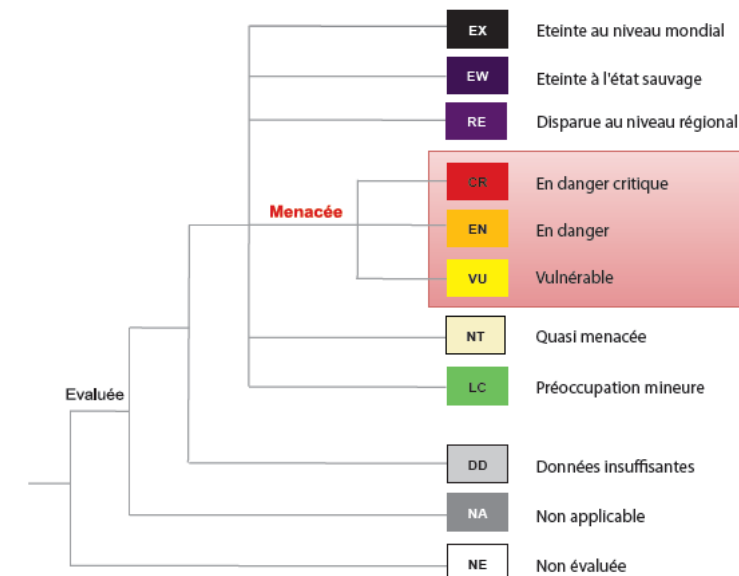 EX Eteinte au niveau mondial
EW Eteinte à l'état sauvage
RE Disparue au niveau régional
CR En danger critique
Menacée
EN En danger
VU Vulnérable
NT Quasi menacée
LC Préoccupation mineure
Evaluée
DD Données insuffisantes
NA Non applicable
NE Non évaluée